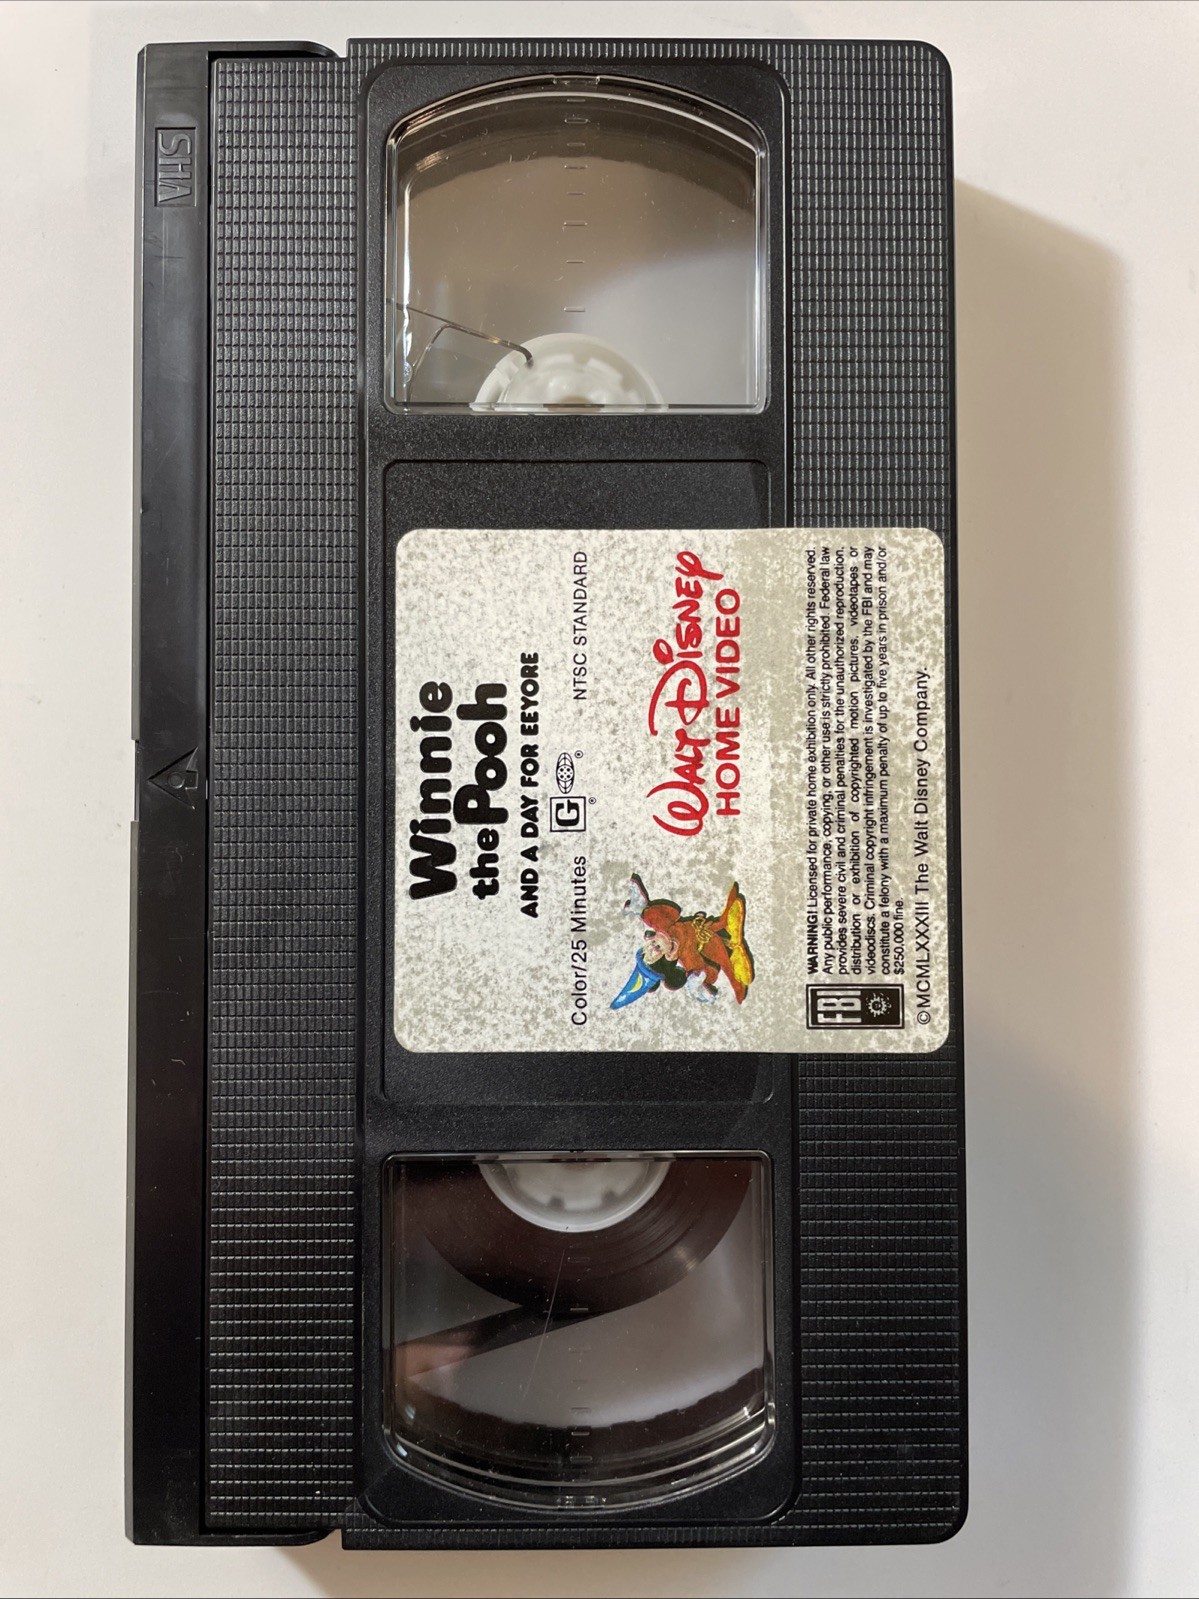 VHS
Winnie
the Pooh
AND A DAY FOR EEYORE
Color/25 Minutes G ® ® NTSC STANDARD
WALT DISNEY
HOME VIDEO
FBI
WARNING! Licensed for private home exhibition only. All other rights reserved.
Any public performance, copying, or other use is strictly prohibited. Federal law
provides severe civil and criminal penalties for the unauthorized reproduction,
distribution or exhibition of copyrighted motion pictures, videotapes or
videodiscs. Criminal copyright infringement is investigated by the FBI and may
constitute a felony with a maximum penalty of up to five years in prison and/or
$250,000 fine.
©MCMLXXXIII The Walt Disney Company.